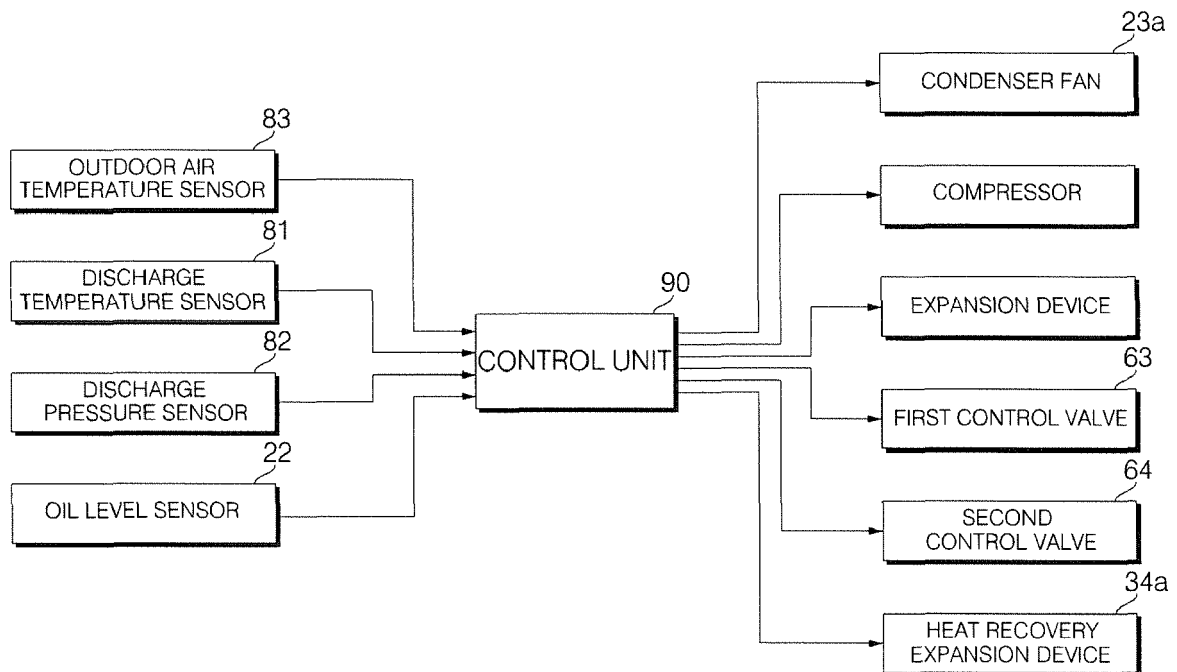 83
OUTDOOR AIR
TEMPERATURE SENSOR
81
DISCHARGE
TEMPERATURE SENSOR
82
DISCHARGE
PRESSURE SENSOR
22
OIL LEVEL SENSOR
90
CONTROL UNIT
23a
CONDENSER FAN
COMPRESSOR
EXPANSION DEVICE
63
FIRST CONTROL VALVE
64
SECOND
CONTROL VALVE
34a
HEAT RECOVERY
EXPANSION DEVICE